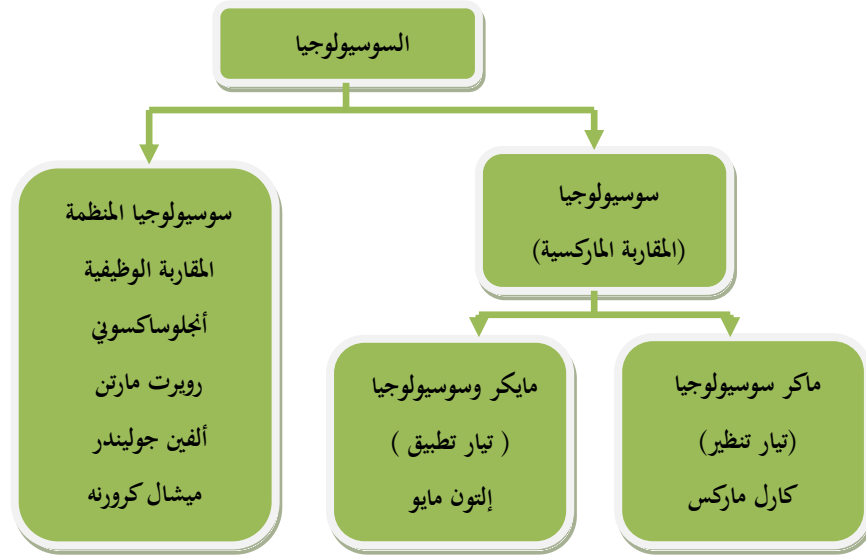 السوسيولوجيا
سوسيولوجيا
(المقاربة الماركسية)
سوسيولوجيا المنظمة
المقاربة الوظيفية
أنجلوساكسوني
رويرت مارتن
ألفين جوليندر
ميشال كرورنه
ماكر سوسيولوجيا
(تيار تنظير)
كارل ماركس
مايكر وسوسيولوجيا
( تيار تطبيق )
إلتون مايو